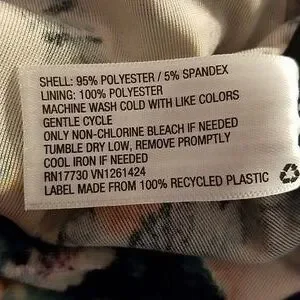 SHELL: 95% POLYESTER / 5% SPANDEX
LINING: 100% POLYESTER
MACHINE WASH COLD WITH LIKE COLORS
GENTLE CYCLE
ONLY NON-CHLORINE BLEACH IF NEEDED
TUMBLE DRY LOW, REMOVE PROMPTLY
COOL IRON IF NEEDED
RN17730 VN1261424
LABEL MADE FROM 100% RECYCLED PLASTIC